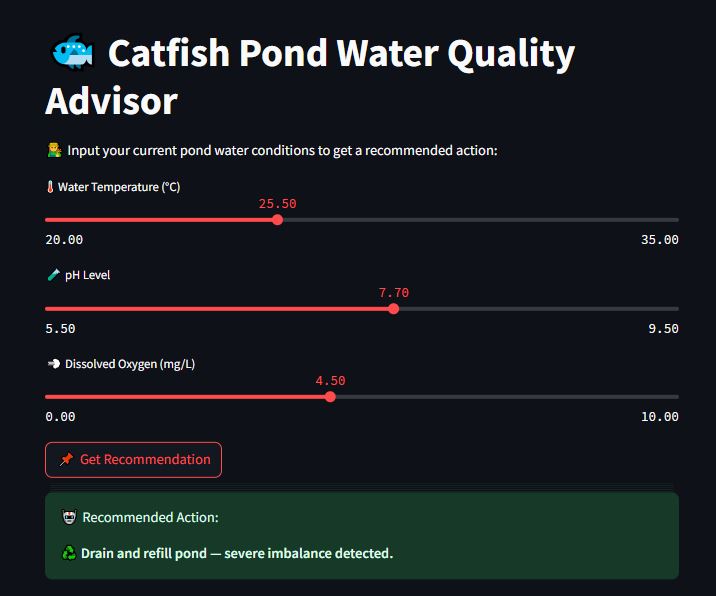 🐟 Catfish Pond Water Quality
Advisor
👨‍🌾 Input your current pond water conditions to get a recommended action:
🌡️ Water Temperature (°C)
25.50
20.00 35.00
🧪 pH Level
7.70
5.50 9.50
💨 Dissolved Oxygen (mg/L)
4.50
0.00 10.00
📌 Get Recommendation
🤖 Recommended Action:
♻️ Drain and refill pond — severe imbalance detected.